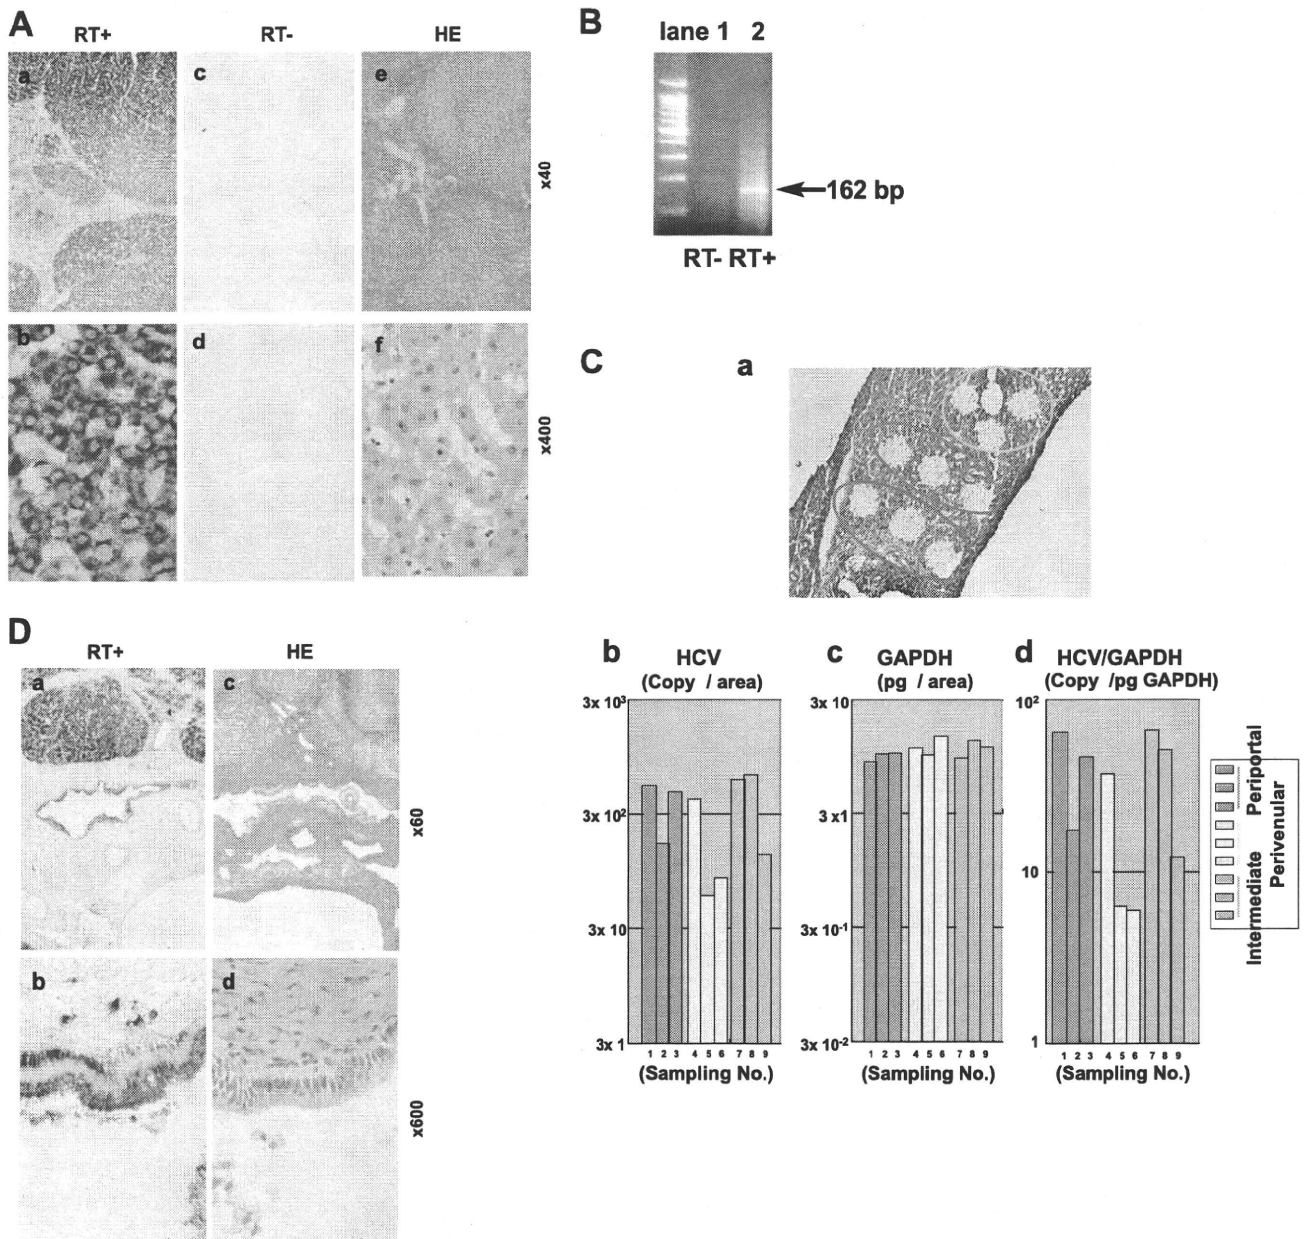 A
RT+ RT- HE
a c e
x40
b d f
x400
B
lane 1 2
162 bp
RT- RT+
C
a
D
RT+ HE
a c
x60
b d
x600
b HCV
(Copy / area)
3x 10³
3x 10²
3x 10
3x 1
1 2 3 4 5 6 7 8 9
(Sampling No.)
c GAPDH
(pg / area)
3x 10
3 x1
3x 10⁻¹
3x 10⁻²
1 2 3 4 5 6 7 8 9
(Sampling No.)
d HCV/GAPDH
(Copy /pg GAPDH)
10²
10
1
1 2 3 4 5 6 7 8 9
(Sampling No.)
Periportal
Intermediate
Perivenular